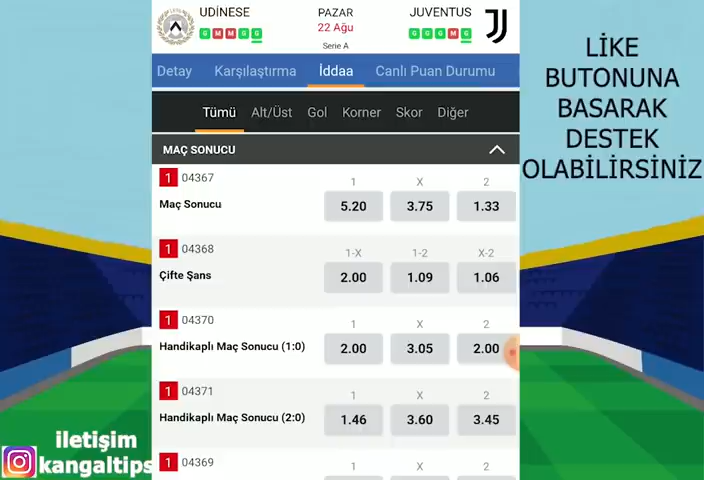 UDİNESE
G M M G G
PAZAR
22 Ağu
Serie A
JUVENTUS
G G G M G
Detay Karşılaştırma İddaa Canlı Puan Durumu
Tümü Alt/Üst Gol Korner Skor Diğer
MAÇ SONUCU
1 04367
1 X 2
Maç Sonucu 5.20 3.75 1.33
1 04368
1-X 1-2 X-2
Çifte Şans 2.00 1.09 1.06
1 04370
1 X 2
Handikaplı Maç Sonucu (1:0) 2.00 3.05 2.00
1 04371
1 X 2
Handikaplı Maç Sonucu (2:0) 1.46 3.60 3.45
1 04369
1 X 2
LİKE
BUTONUNA
BASARAK
DESTEK
OLABİLİRSİNİZ
iletişim
kangaltips